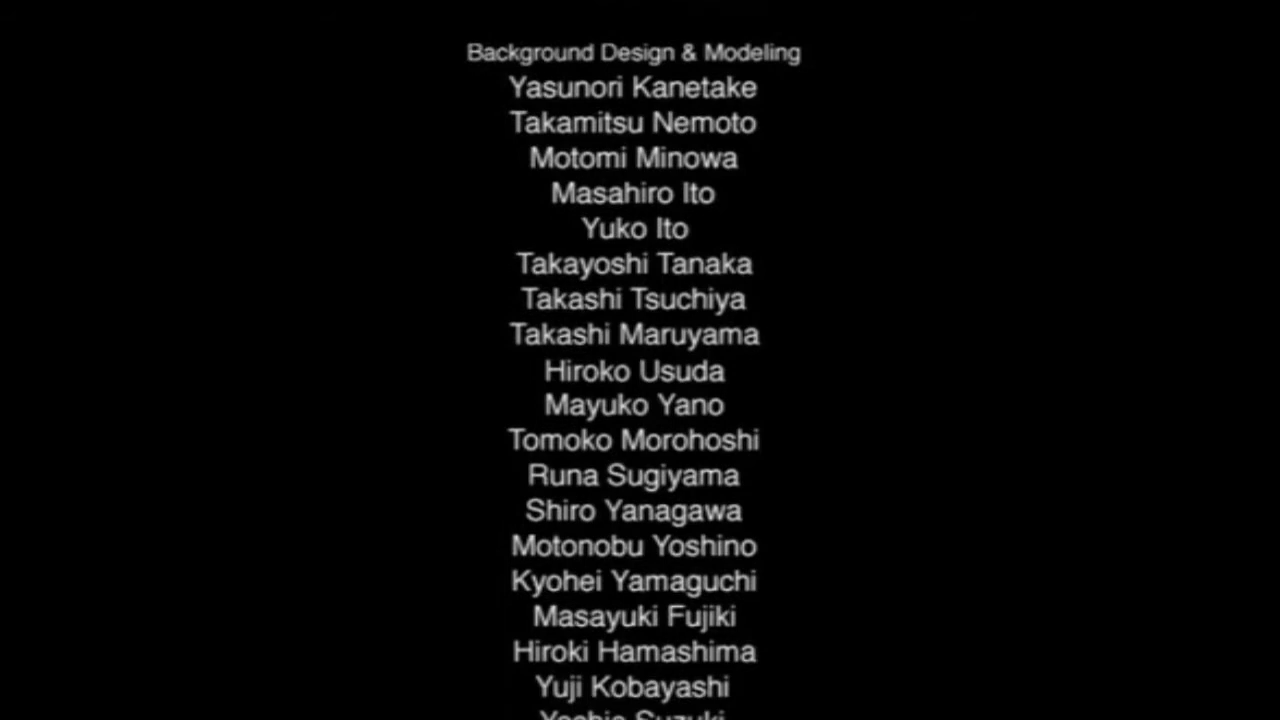 Background Design & Modeling
Yasunori Kanetake
Takamitsu Nemoto
Motomi Minowa
Masahiro Ito
Yuko Ito
Takayoshi Tanaka
Takashi Tsuchiya
Takashi Maruyama
Hiroko Usuda
Mayuko Yano
Tomoko Morohoshi
Runa Sugiyama
Shiro Yanagawa
Motonobu Yoshino
Kyohei Yamaguchi
Masayuki Fujiki
Hiroki Hamashima
Yuji Kobayashi
Suzuki